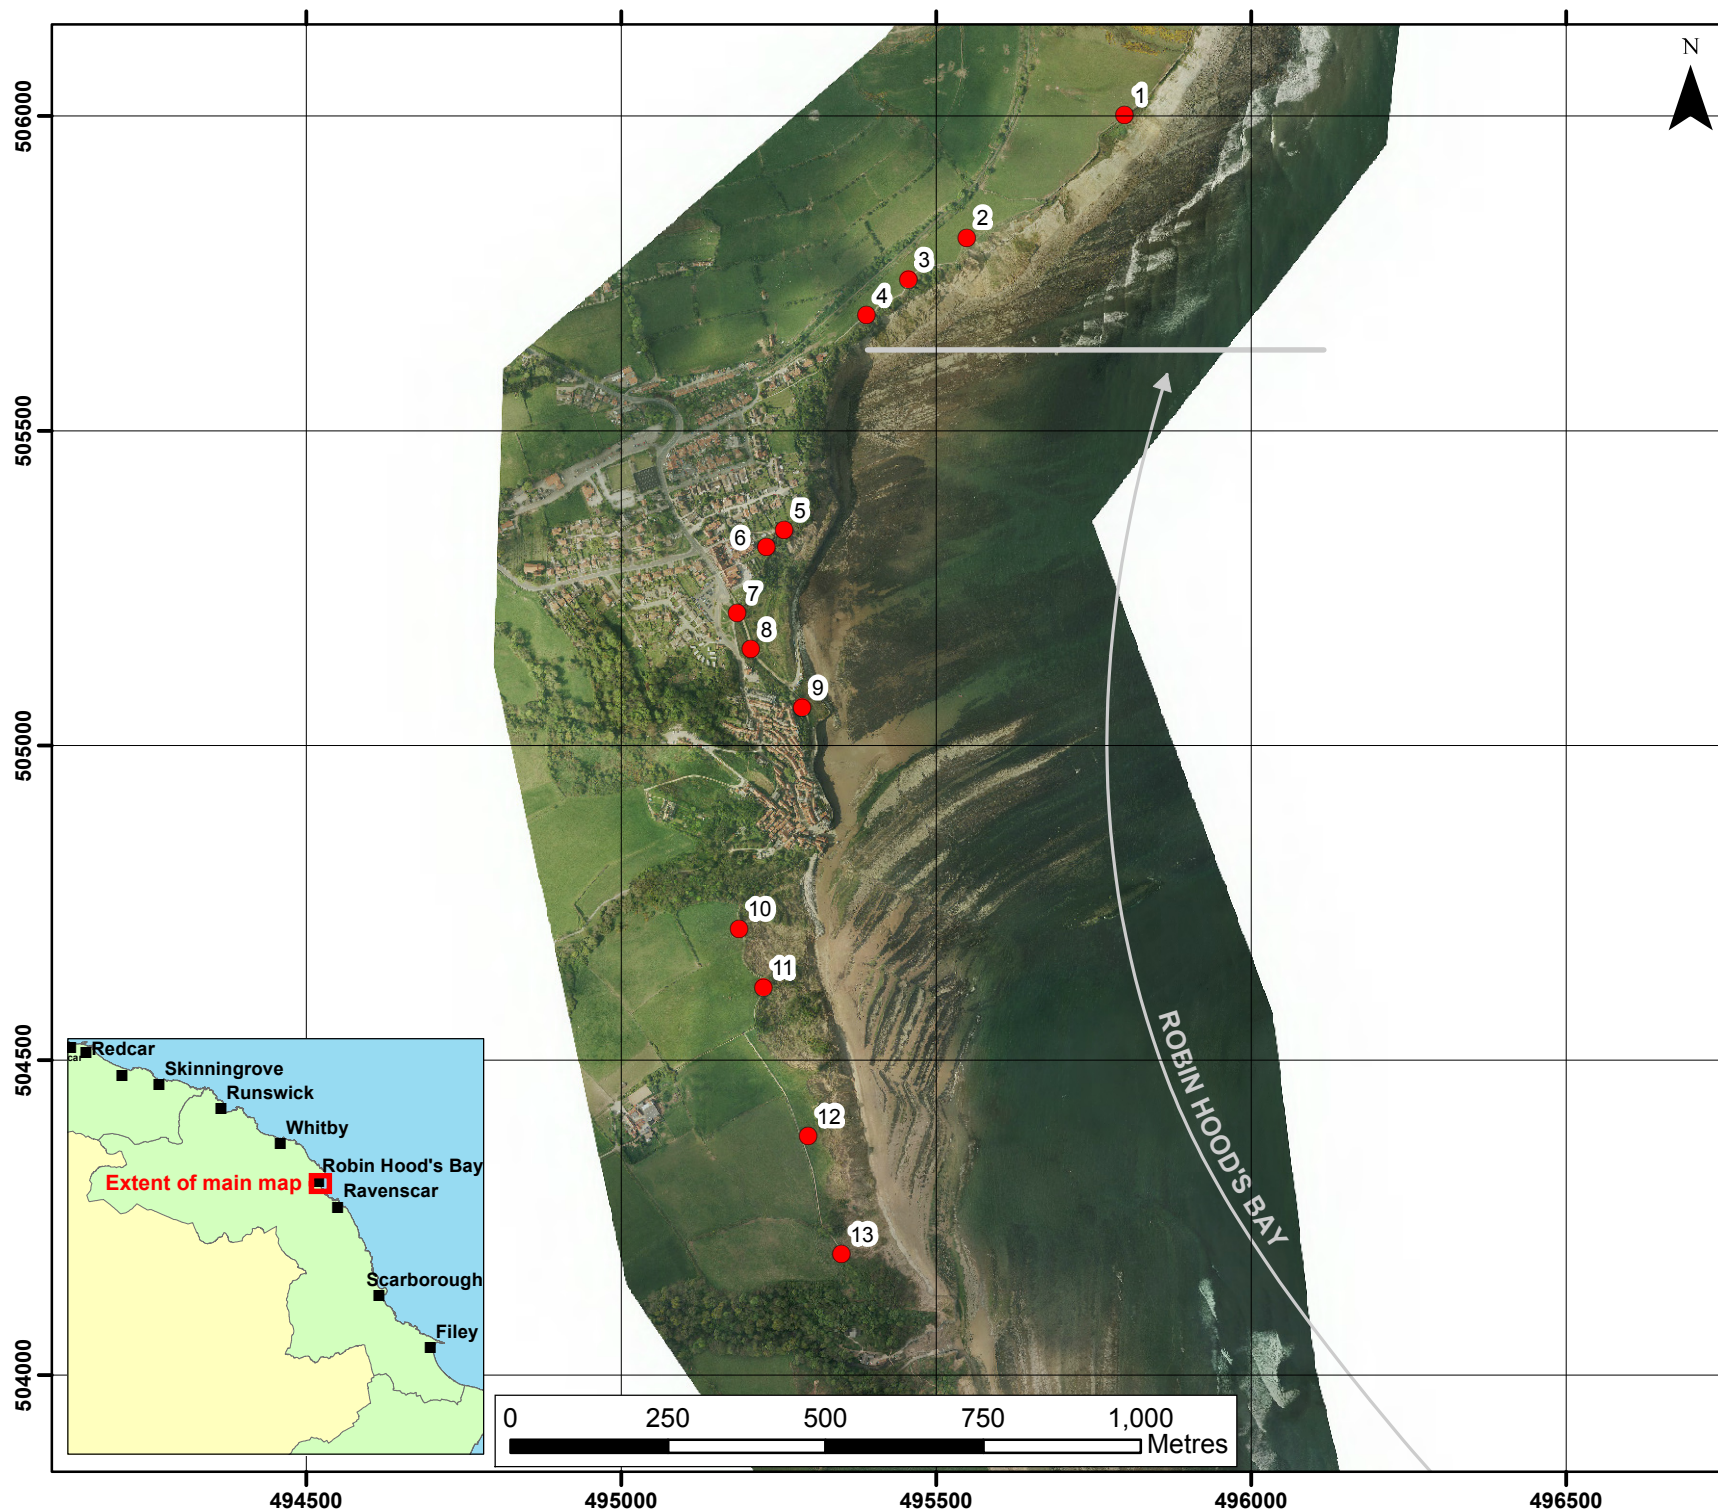 N
506000
505500
505000
504500
504000
1
2
3
4
5
6
7
8
9
10
11
12
13
ROBIN HOOD'S BAY
car
Redcar
Skinningrove
Runswick
Whitby
Robin Hood's Bay
Extent of main map
Ravenscar
Scarborough
Filey
0 250 500 750 1,000
Metres
494500 495000 495500 496000 496500